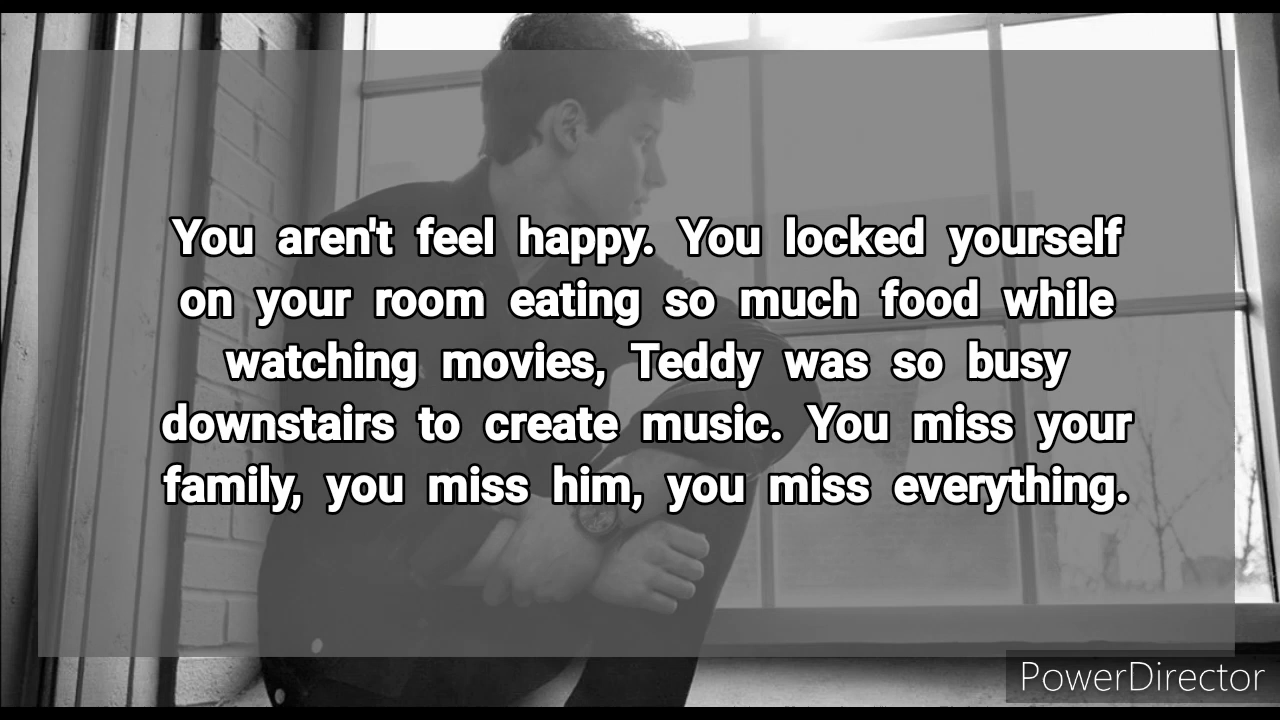 You aren't feel happy. You locked yourself
on your room eating so much food while
watching movies, Teddy was so busy
downstairs to create music. You miss your
family, you miss him, you miss everything.
PowerDirector